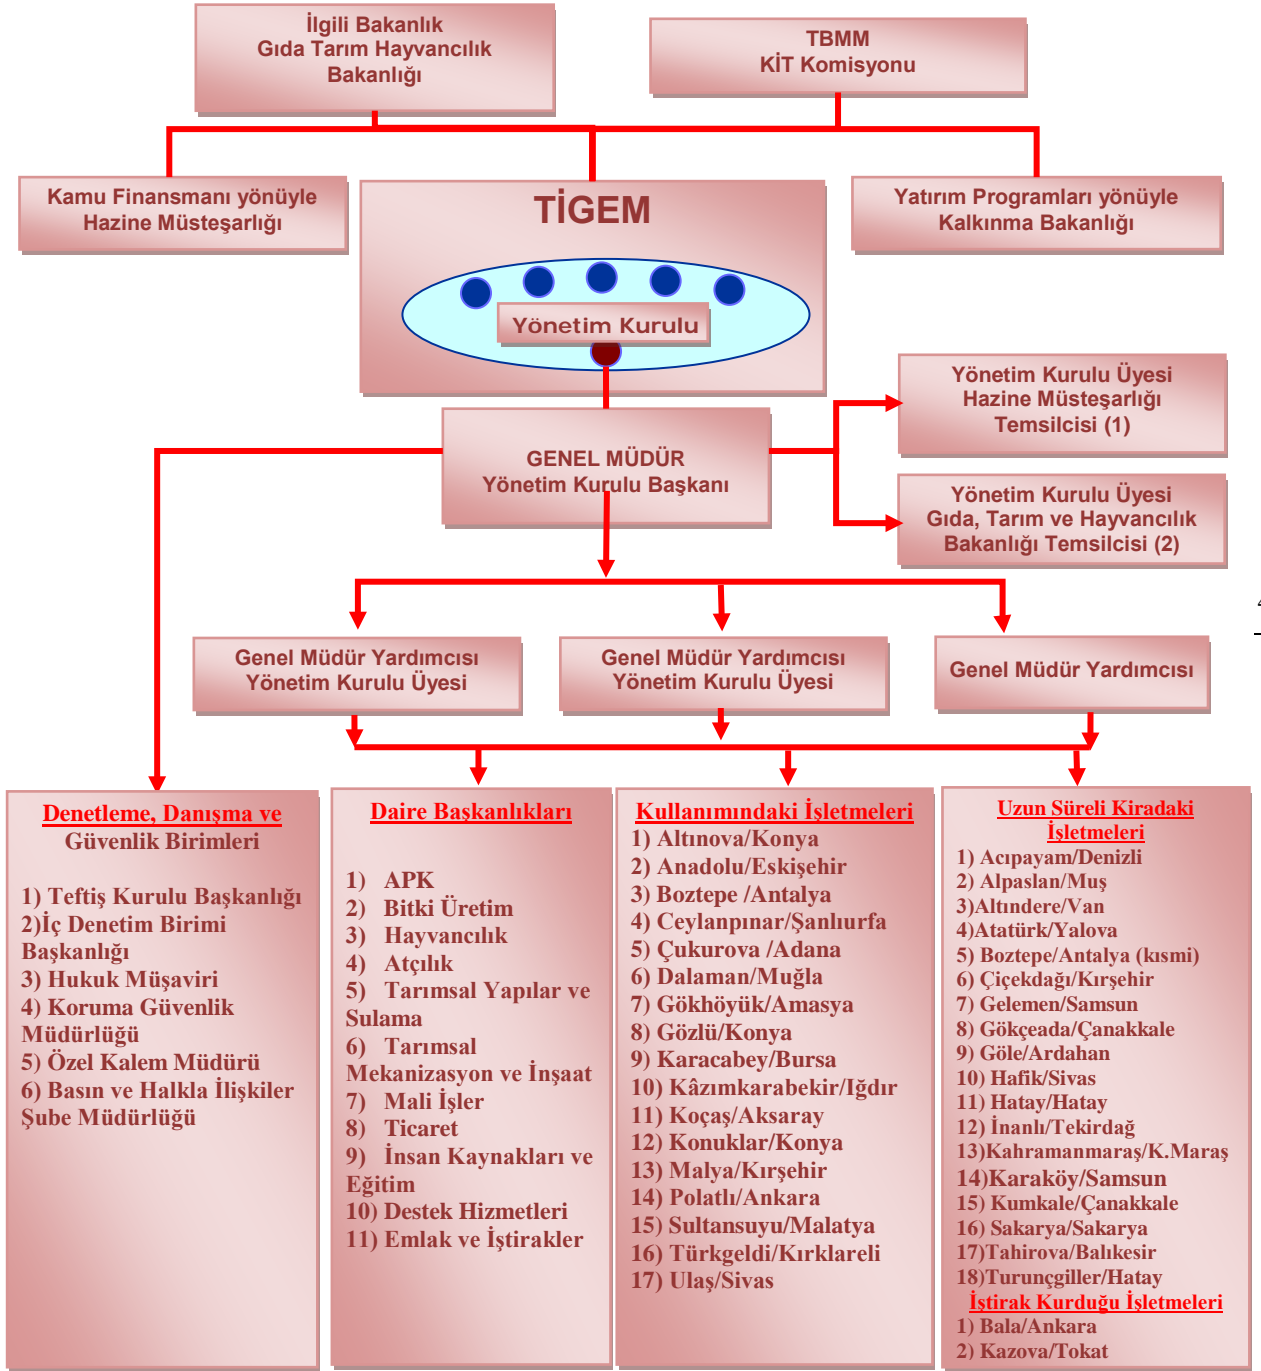 İlgili Bakanlık
Gıda Tarım Hayvancılık
Bakanlığı
TBMM
KİT Komisyonu
Kamu Finansmanı yönüyle
Hazine Müsteşarlığı
TİGEM
Yatırım Programları yönüyle
Kalkınma Bakanlığı
Yönetim Kurulu
Yönetim Kurulu Üyesi
Hazine Müsteşarlığı
Temsilcisi (1)
GENEL MÜDÜR
Yönetim Kurulu Başkanı
Yönetim Kurulu Üyesi
Gıda, Tarım ve Hayvancılık
Bakanlığı Temsilcisi (2)
Genel Müdür Yardımcısı
Yönetim Kurulu Üyesi
Genel Müdür Yardımcısı
Yönetim Kurulu Üyesi
Genel Müdür Yardımcısı
Denetleme, Danışma ve
Güvenlik Birimleri
1) Teftiş Kurulu Başkanlığı
2)İç Denetim Birimi
Başkanlığı
3) Hukuk Müşaviri
4) Koruma Güvenlik
Müdürlüğü
5) Özel Kalem Müdürü
6) Basın ve Halkla İlişkiler
Şube Müdürlüğü
Daire Başkanlıkları
1) APK
2) Bitki Üretim
3) Hayvancılık
4) Atçılık
5) Tarımsal Yapılar ve
Sulama
6) Tarımsal
Mekanizasyon ve İnşaat
7) Mali İşler
8) Ticaret
9) İnsan Kaynakları ve
Eğitim
10) Destek Hizmetleri
11) Emlak ve İştirakler
Kullanımındaki İşletmeleri
1) Altınova/Konya
2) Anadolu/Eskişehir
3) Boztepe /Antalya
4) Ceylanpınar/Şanlıurfa
5) Çukurova /Adana
6) Dalaman/Muğla
7) Gökhöyük/Amasya
8) Gözlü/Konya
9) Karacabey/Bursa
10) Kâzımkarabekir/Iğdır
11) Koçaş/Aksaray
12) Konuklar/Konya
13) Malya/Kırşehir
14) Polatlı/Ankara
15) Sultansuyu/Malatya
16) Türkgeldi/Kırklareli
17) Ulaş/Sivas
Uzun Süreli Kiradaki
İşletmeleri
1) Acıpayam/Denizli
2) Alpaslan/Muş
3)Altındere/Van
4)Atatürk/Yalova
5) Boztepe/Antalya (kısmi)
6) Çiçekdağı/Kırşehir
7) Gelemen/Samsun
8) Gökçeada/Çanakkale
9) Göle/Ardahan
10) Hafik/Sivas
11) Hatay/Hatay
12) İnanlı/Tekirdağ
13)Kahramanmaraş/K.Maraş
14)Karaköy/Samsun
15) Kumkale/Çanakkale
16) Sakarya/Sakarya
17)Tahirova/Balıkesir
18)Turunçgiller/Hatay
İştirak Kurduğu İşletmeleri
1) Bala/Ankara
2) Kazova/Tokat